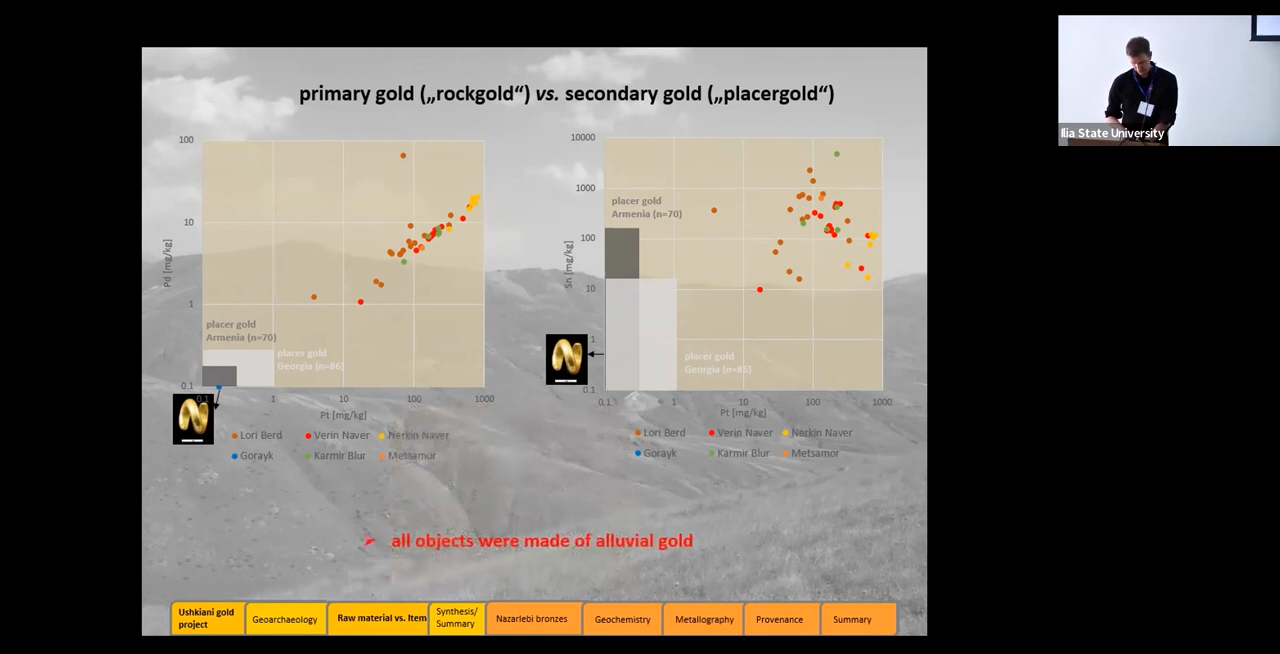 primary gold („rockgold“) vs. secondary gold („placergold“)
Ilia State University
100
10
1
0.1
Pd [mg/kg]
placer gold
Armenia (n=70)
placer gold
Georgia (n=86)
0.1
1
10
100
1000
Pt [mg/kg]
Lori Berd
Verin Naver
Nerkin Naver
Gorayk
Karmir Blur
Metsamor
10000
1000
100
10
1
0.1
Sn [mg/kg]
placer gold
Armenia (n=70)
placer gold
Georgia (n=86)
0.1
1
10
100
1000
Pt [mg/kg]
Lori Berd
Verin Naver
Nerkin Naver
Gorayk
Karmir Blur
Metsamor
all objects were made of alluvial gold
Ushkiani gold
project
Geoarchaeology
Raw material vs. Item
Synthesis/
Summary
Nazarlebi bronzes
Geochemistry
Metallography
Provenance
Summary